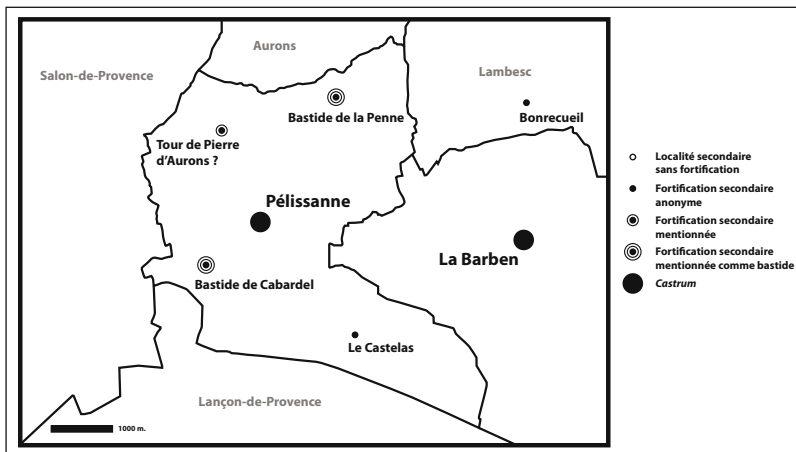 Aurons
Salon-de-Provence
Lambesc
Bastide de la Penne
Bonrecueil
Tour de Pierre
d'Aurons ?
Pélissanne
La Barben
Bastide de Cabardel
Le Castelas
Lançon-de-Provence
1000 m.
Localité secondaire
sans fortification
Fortification secondaire
anonyme
Fortification secondaire
mentionnée
Fortification secondaire
mentionnée comme bastide
Castrum